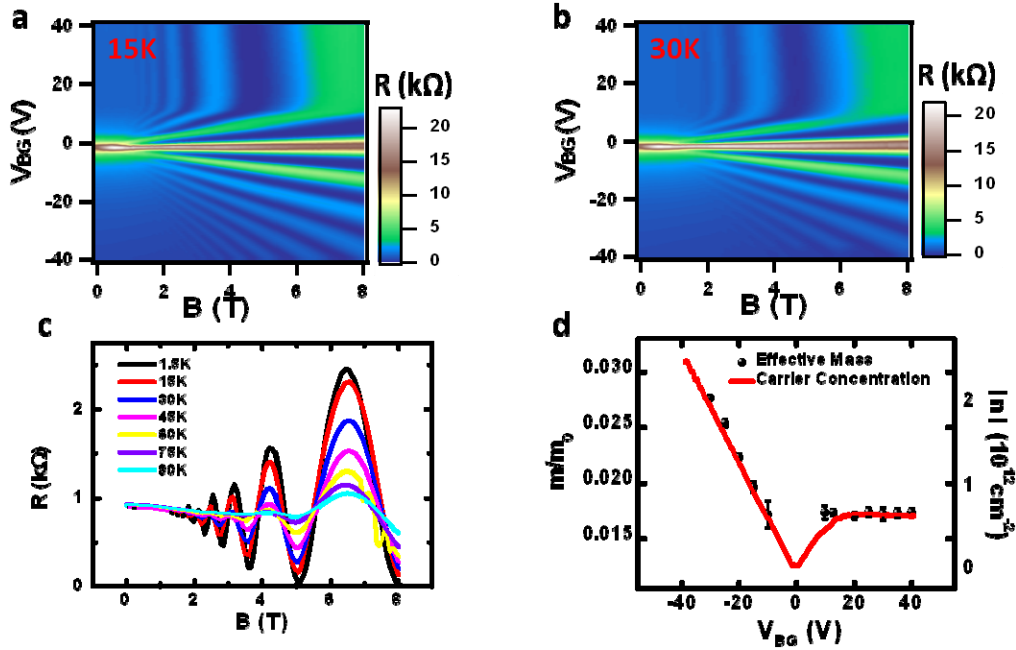 a
b
40
15K
R (kΩ)
20
V_BG (V)
0
-20
-40
20
15
10
5
0
0 2 4 6 8
B (T)
40
30K
R (kΩ)
20
V_BG (V)
0
-20
-40
20
15
10
5
0
0 2 4 6 8
B (T)
c
d
1.5K
15K
30K
45K
60K
75K
90K
2
1
0
R (kΩ)
0 2 4 6 8
B (T)
Effective Mass
Carrier Concentration
0.030
0.025
0.020
0.015
m/m₀
2
1
0
|n| (10¹²cm⁻²)
-40 -20 0 20 40
V_BG (V)